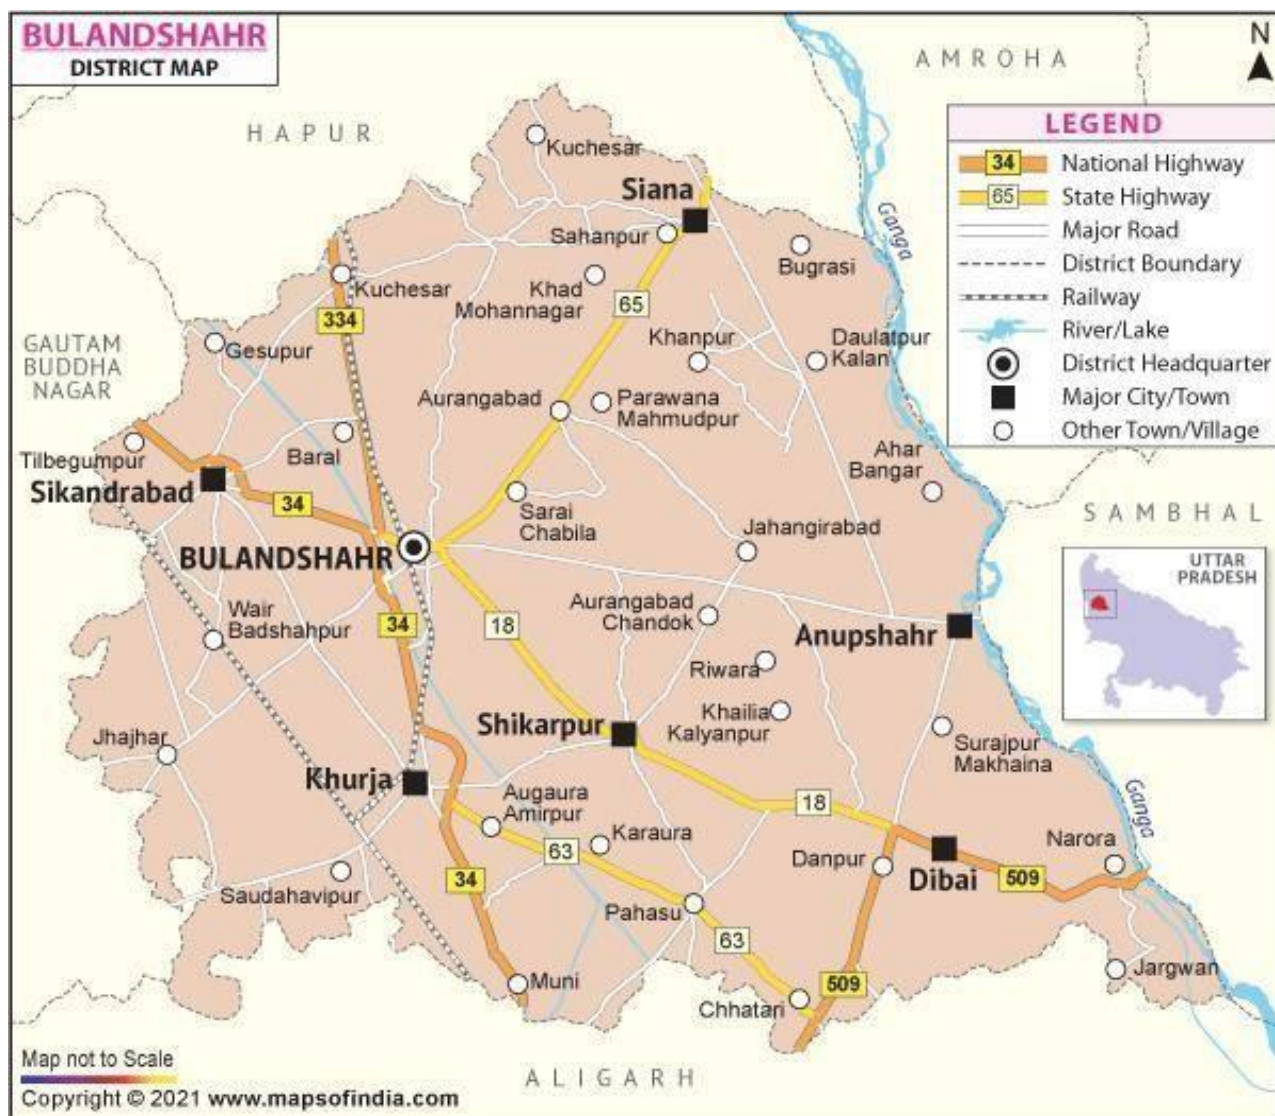 BULANDSHAHR
DISTRICT MAP
N
AMROHA
HAPUR
LEGEND
34 National Highway
65 State Highway
Major Road
District Boundary
Railway
River/Lake
District Headquarter
Major City/Town
Other Town/Village
Kuchesar
Siana
Sahanpur
Ganga
Bugrasi
Kuchesar
Khad
Mohannagar
65
334
GAUTAM
BUDDHA
NAGAR
Gesupur
Khanpur
Daulatpur
Kalan
Aurangabad
Parawana
Mahmudpur
Tilbegumpur
Baral
Ahar
Bangar
Sikandrabad
34
Sarai
Chabila
Jahangirabad
SAMBHAL
BULANDSHAHR
UTTAR
PRADESH
Wair
Badshahpur
34
18
Aurangabad
Chandok
Anupshahr
Riwara
Khailia
Kalyanpur
Shikarpur
Surajpur
Makhaina
Jhajhar
Khurja
Augaura
Amirpur
18
Ganga
Karaura
63
Danpur
Dibai
Narora
509
Saudahavipur
34
Pahasu
63
Muni
509
Jargwan
Chhatari
Map not to Scale
ALIGARH
Copyright © 2021 www.mapsofindia.com